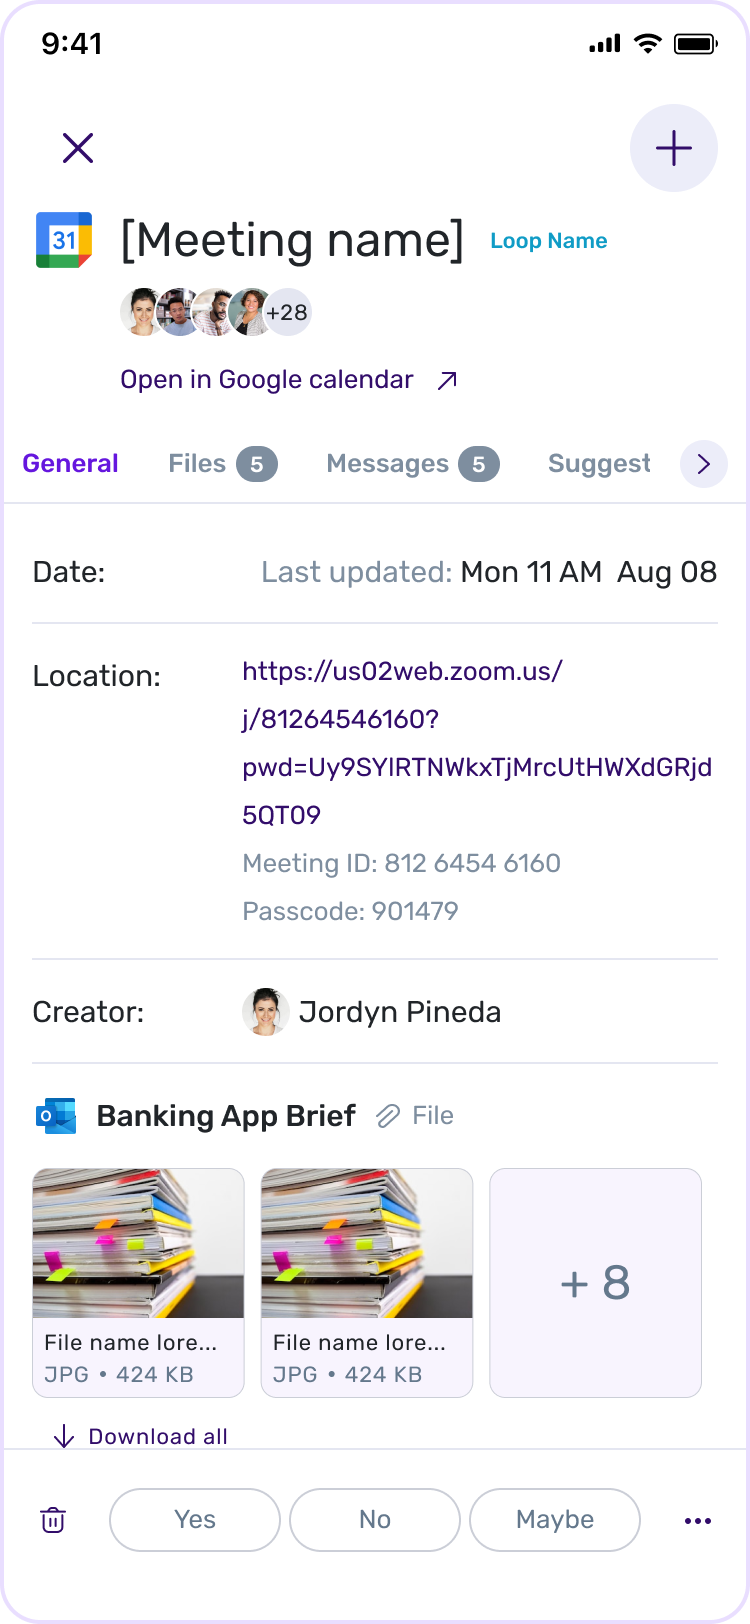 9:41
31
[Meeting name] Loop Name
+28
Open in Google calendar
General Files 5 Messages 5 Suggest
Date: Last updated: Mon 11 AM Aug 08
Location: https://us02web.zoom.us/
j/81264546160?
pwd=Uy9SYlRTNWkxTjMrcUtHWXdGRjd
5QT09
Meeting ID: 812 6454 6160
Passcode: 901479
Creator: Jordyn Pineda
Banking App Brief File
File name lore... File name lore... + 8
JPG • 424 KB JPG • 424 KB
Download all
Yes No Maybe